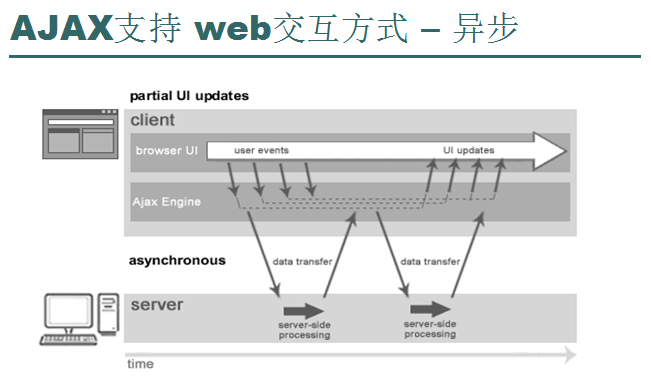 AJAX支持 web交互方式 – 异步
partial UI updates
client
browser UI
user events
UI updates
Ajax Engine
asynchronous
data transfer
data transfer
server
server-side
processing
server-side
processing
time